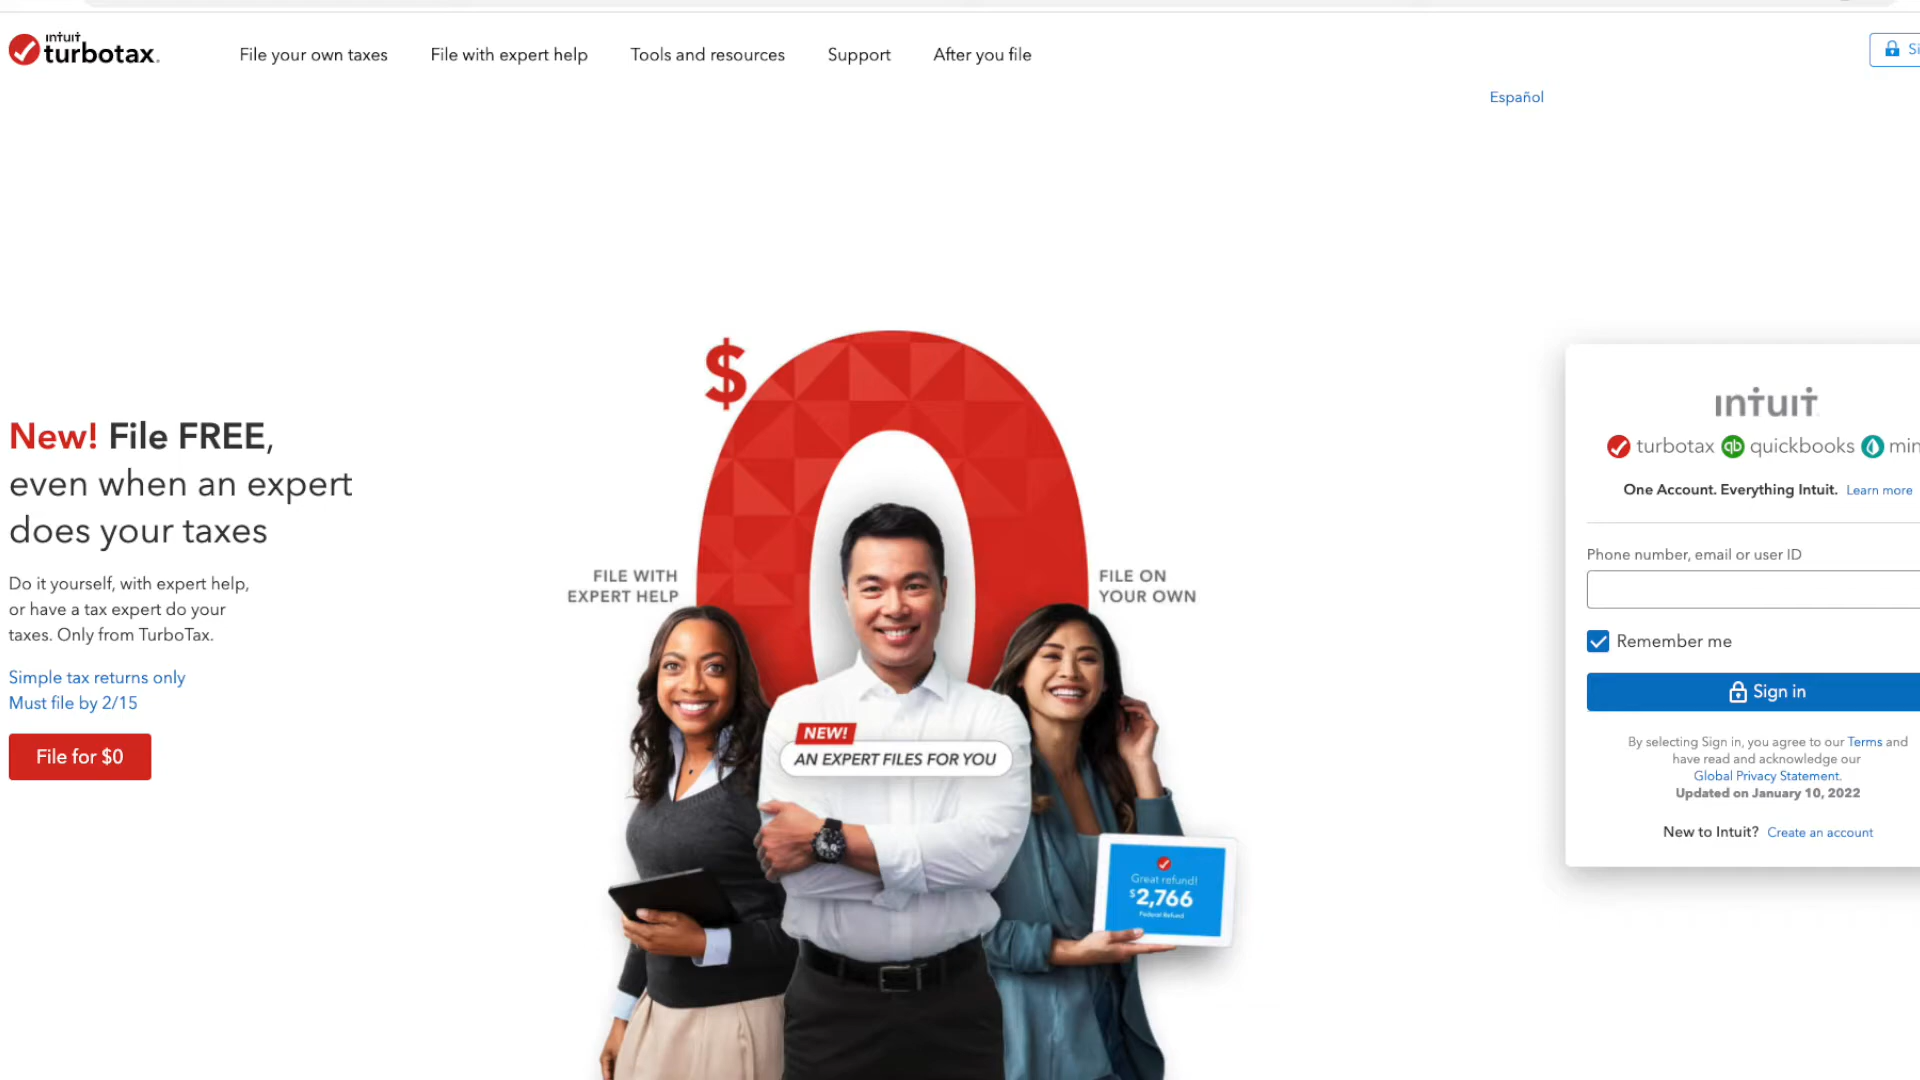 intuit
turbotax.
File your own taxes
File with expert help
Tools and resources
Support
After you file
Español
New! File FREE,
even when an expert
does your taxes
Do it yourself, with expert help,
or have a tax expert do your
taxes. Only from TurboTax.
Simple tax returns only
Must file by 2/15
File for $0
$0
FILE WITH
EXPERT HELP
FILE ON
YOUR OWN
NEW!
AN EXPERT FILES FOR YOU
Great refund!
$2,766
Federal Refund
intuit
turbotax quickbooks
One Account. Everything Intuit. Learn more
Phone number, email or user ID
Remember me
Sign in
By selecting Sign in, you agree to our Terms and
have read and acknowledge our
Global Privacy Statement.
Updated on January 10, 2022
New to Intuit? Create an account